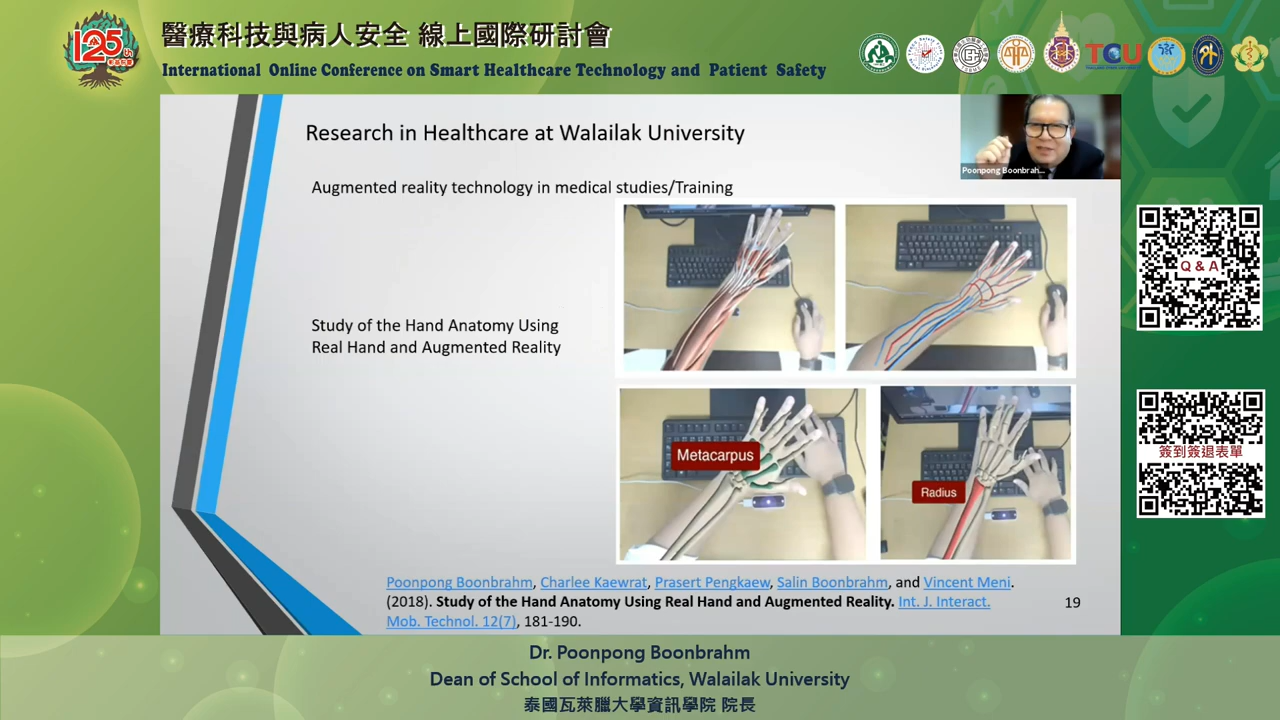 125th
醫療科技與病人安全 線上國際研討會
International Online Conference on Smart Healthcare Technology and Patient Safety
TCU
Research in Healthcare at Walailak University
Poonpong Boonbrah...
Augmented reality technology in medical studies/Training
Q & A
Study of the Hand Anatomy Using
Real Hand and Augmented Reality
Metacarpus
Radius
簽到簽退表單
Poonpong Boonbrahm, Charlee Kaewrat, Prasert Pengkaew, Salin Boonbrahm, and Vincent Meni.
(2018). Study of the Hand Anatomy Using Real Hand and Augmented Reality. Int. J. Interact.
Mob. Technol. 12(7), 181-190.
19
Dr. Poonpong Boonbrahm
Dean of School of Informatics, Walailak University
泰國瓦萊臘大學資訊學院 院長